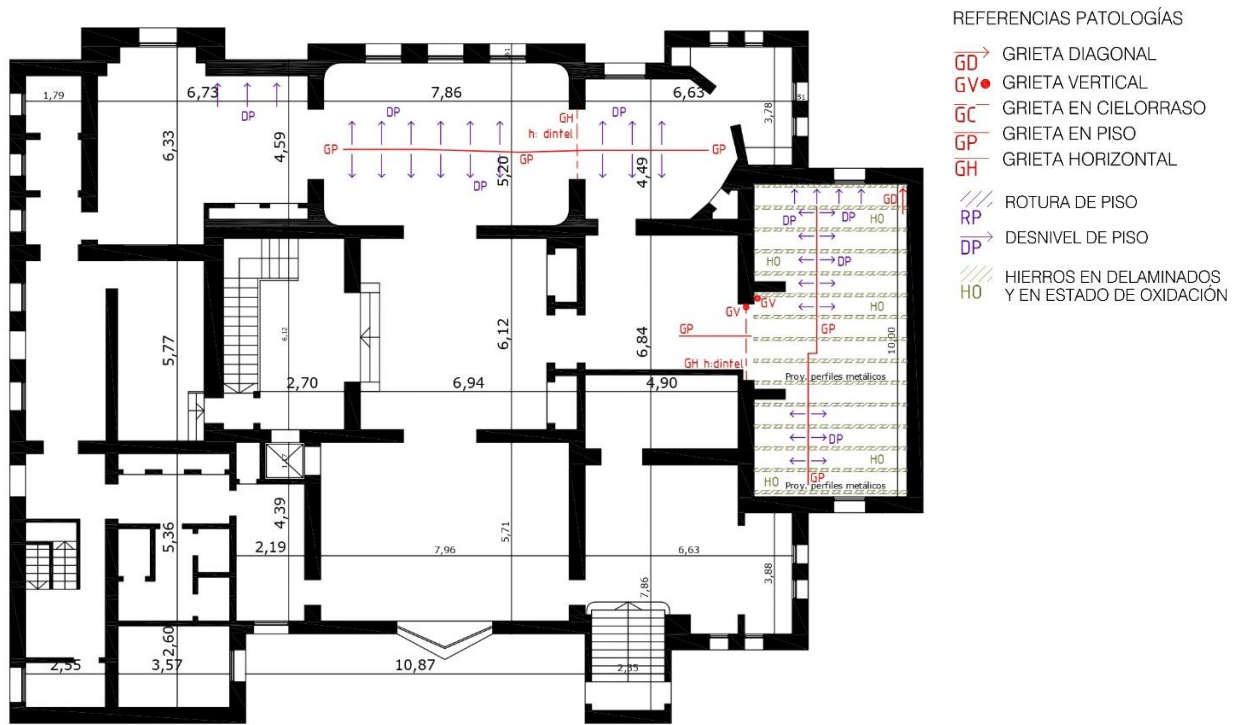 REFERENCIAS PATOLOGÍAS
GD GRIETA DIAGONAL
GV GRIETA VERTICAL
GC GRIETA EN CIELORRASO
GP GRIETA EN PISO
GH GRIETA HORIZONTAL
RP ROTURA DE PISO
DP DESNIVEL DE PISO
HO HIERROS EN DELAMINADOS
Y EN ESTADO DE OXIDACIÓN
1,79
6,73
7,86
6,63
3,78
DP
DP
GH
h: dintel
DP
6,33
4,59
GP
GP
GP
5,20
DP
4,49
GD
DP
DP
HO
HO
DP
HO
HO
GV
GV
GP
GP
GH h:dintel
10,00
5,77
6,12
2,70
6,12
6,94
6,84
4,90
Proy. perfiles metálicos
DP
HO
HO
GP
Proy. perfiles metálicos
5,36
4,39
2,19
5,71
7,96
6,63
3,88
7,86
2,60
2,55
3,57
10,87
2,35